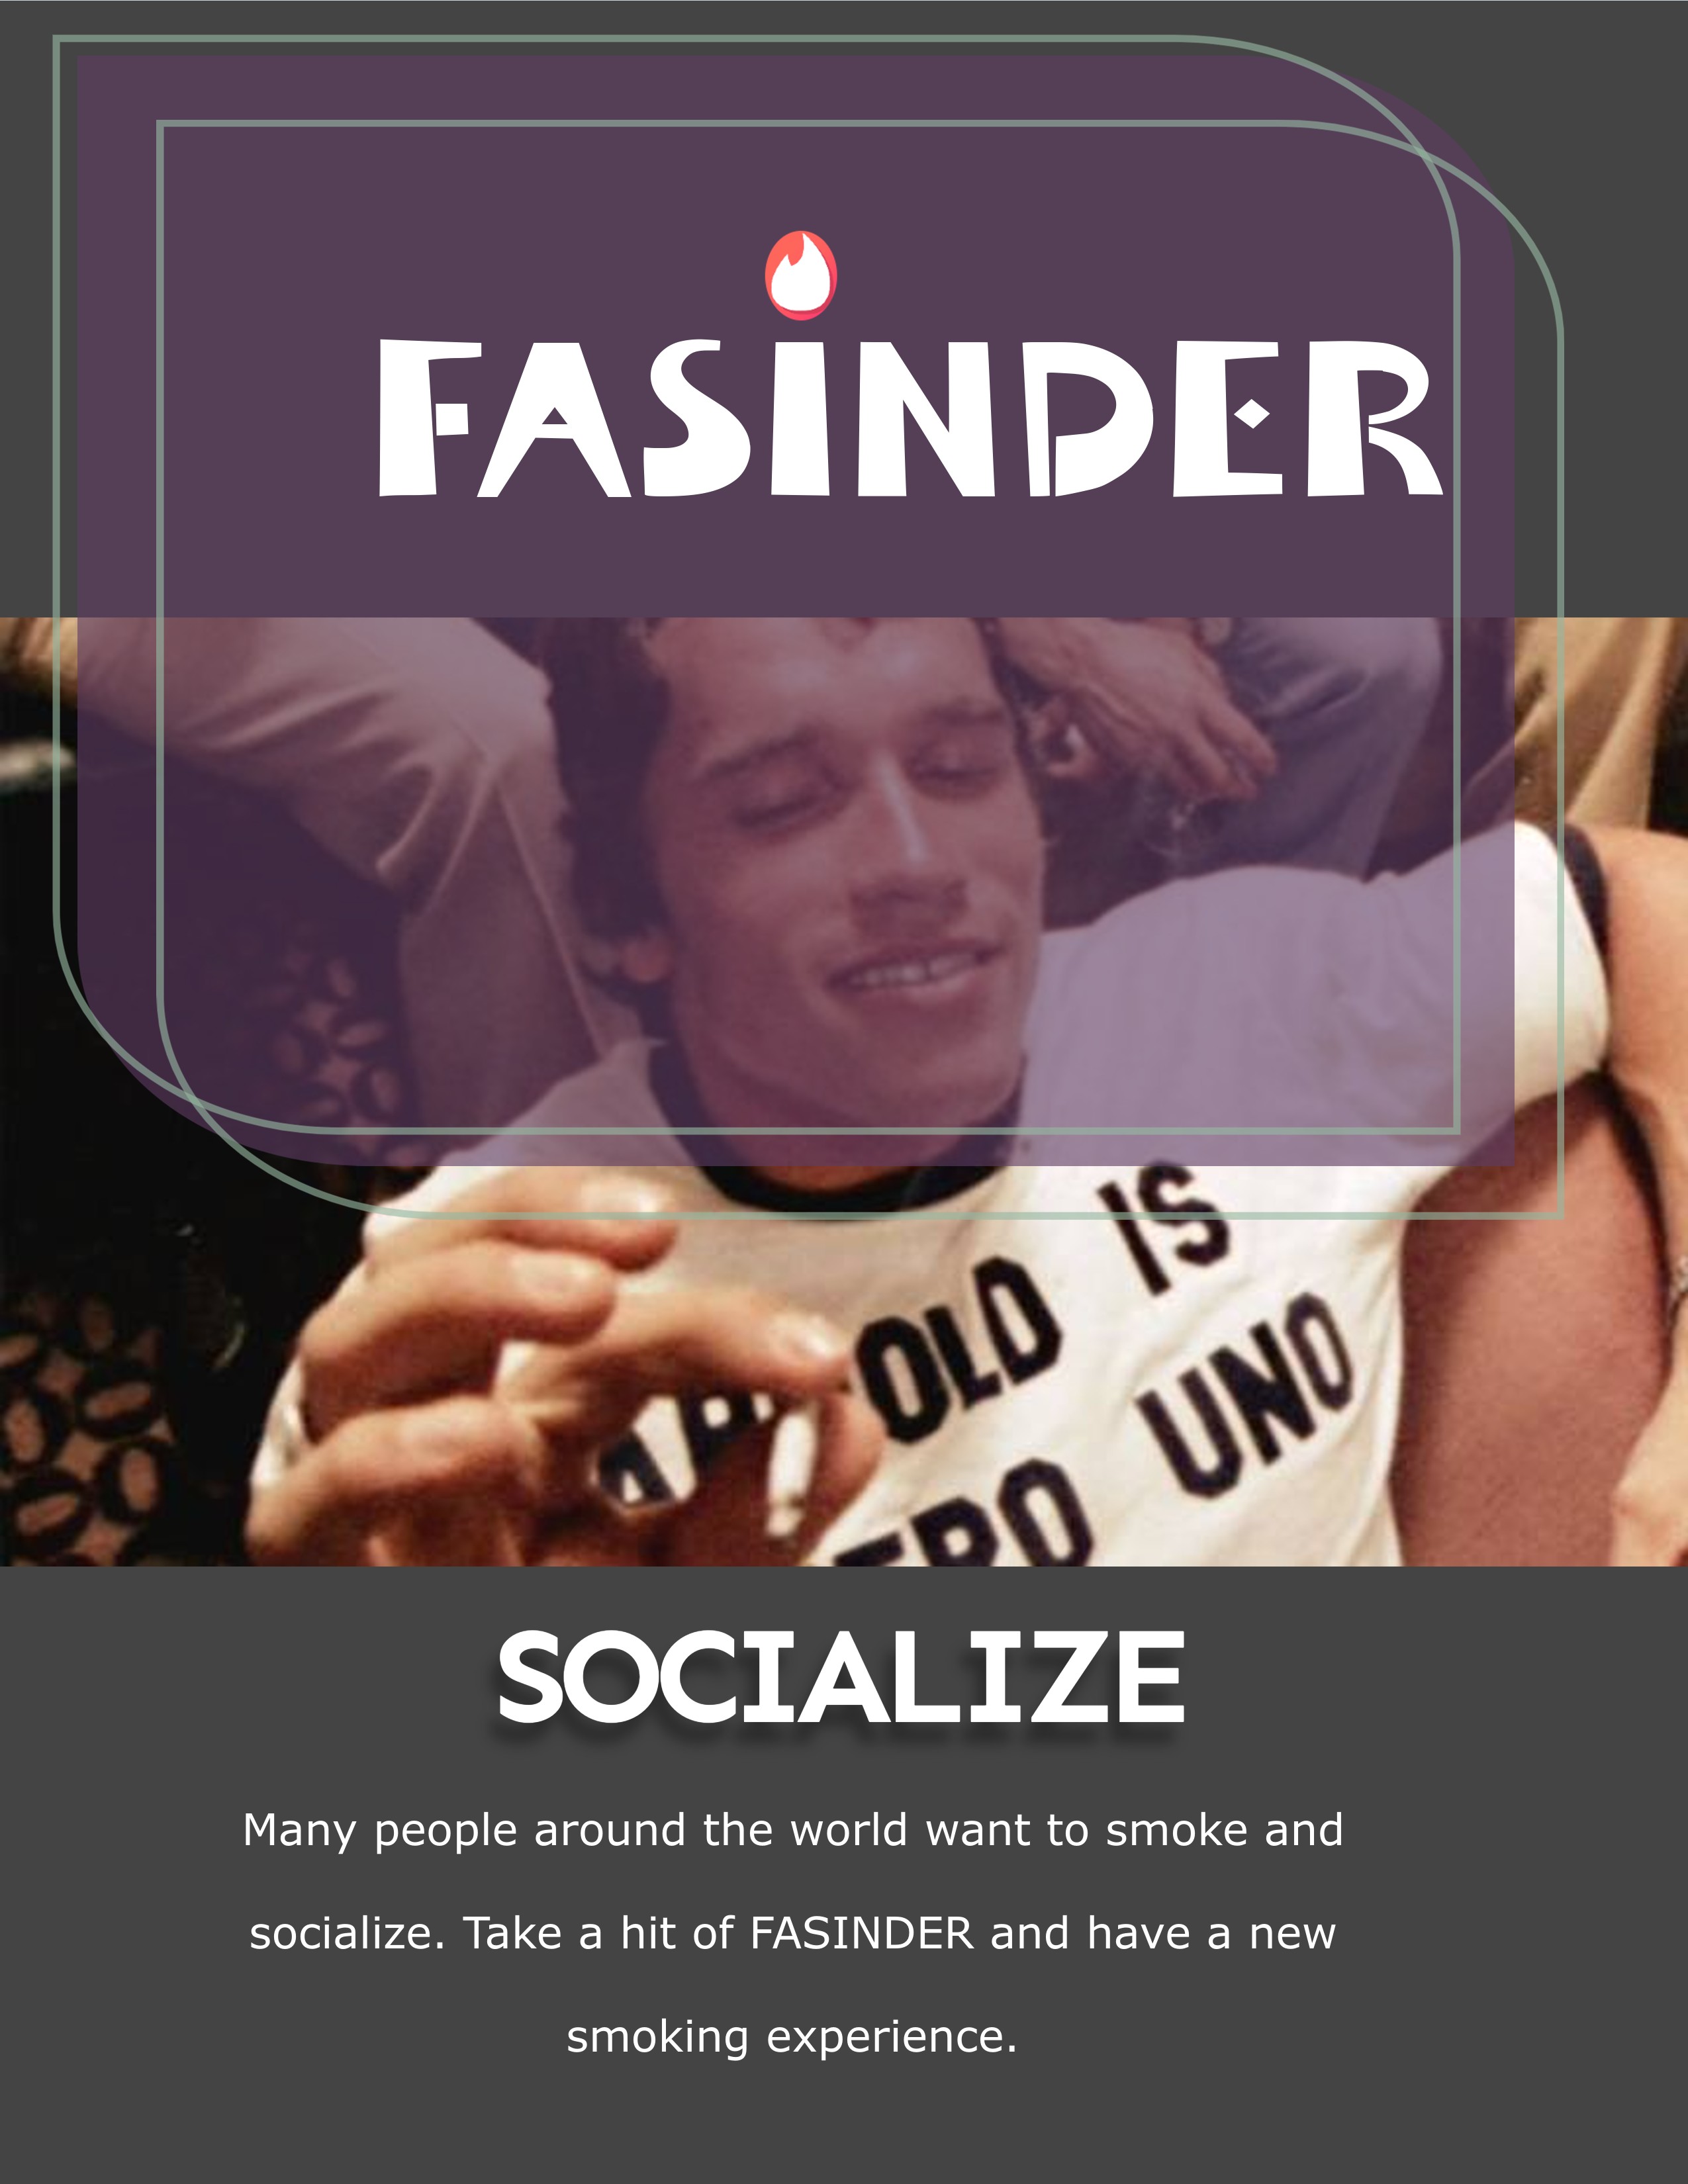 FASINDER
OLD IS
ERO UNO
SOCIALIZE
Many people around the world want to smoke and
socialize. Take a hit of FASINDER and have a new
smoking experience.